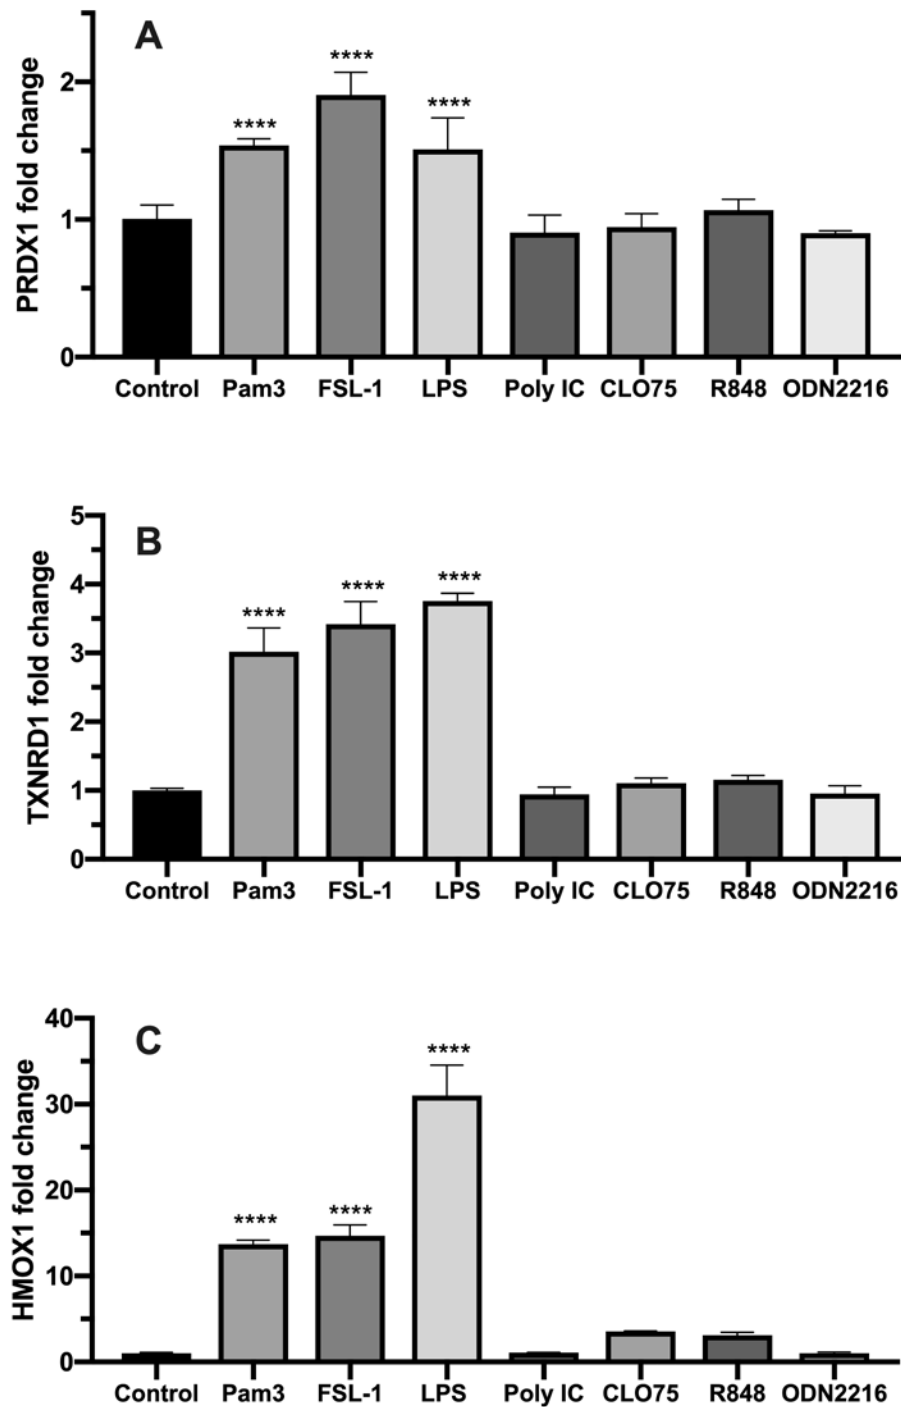 A
PRDX1 fold change
2
1
0
**** **** ****
Control Pam3 FSL-1 LPS Poly IC CLO75 R848 ODN2216
B
TXNRD1 fold change
5
4
3
2
1
0
**** **** ****
Control Pam3 FSL-1 LPS Poly IC CLO75 R848 ODN2216
C
HMOX1 fold change
40
30
20
10
0
**** **** ****
Control Pam3 FSL-1 LPS Poly IC CLO75 R848 ODN2216